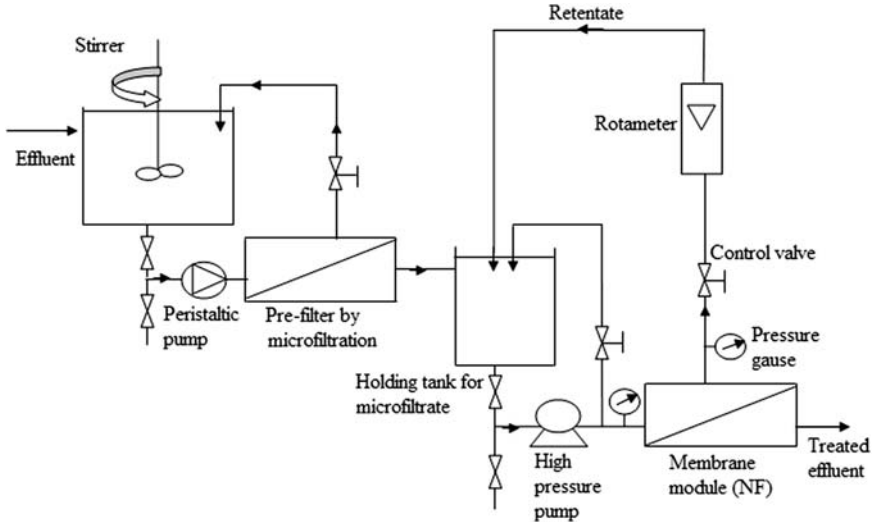 Retentate
Stirrer
Rotameter
Effluent
Control valve
Peristaltic
pump
Pre-filter by
microfiltration
Pressure
gause
Holding tank for
microfiltrate
High
pressure
pump
Membrane
module (NF)
Treated
effluent